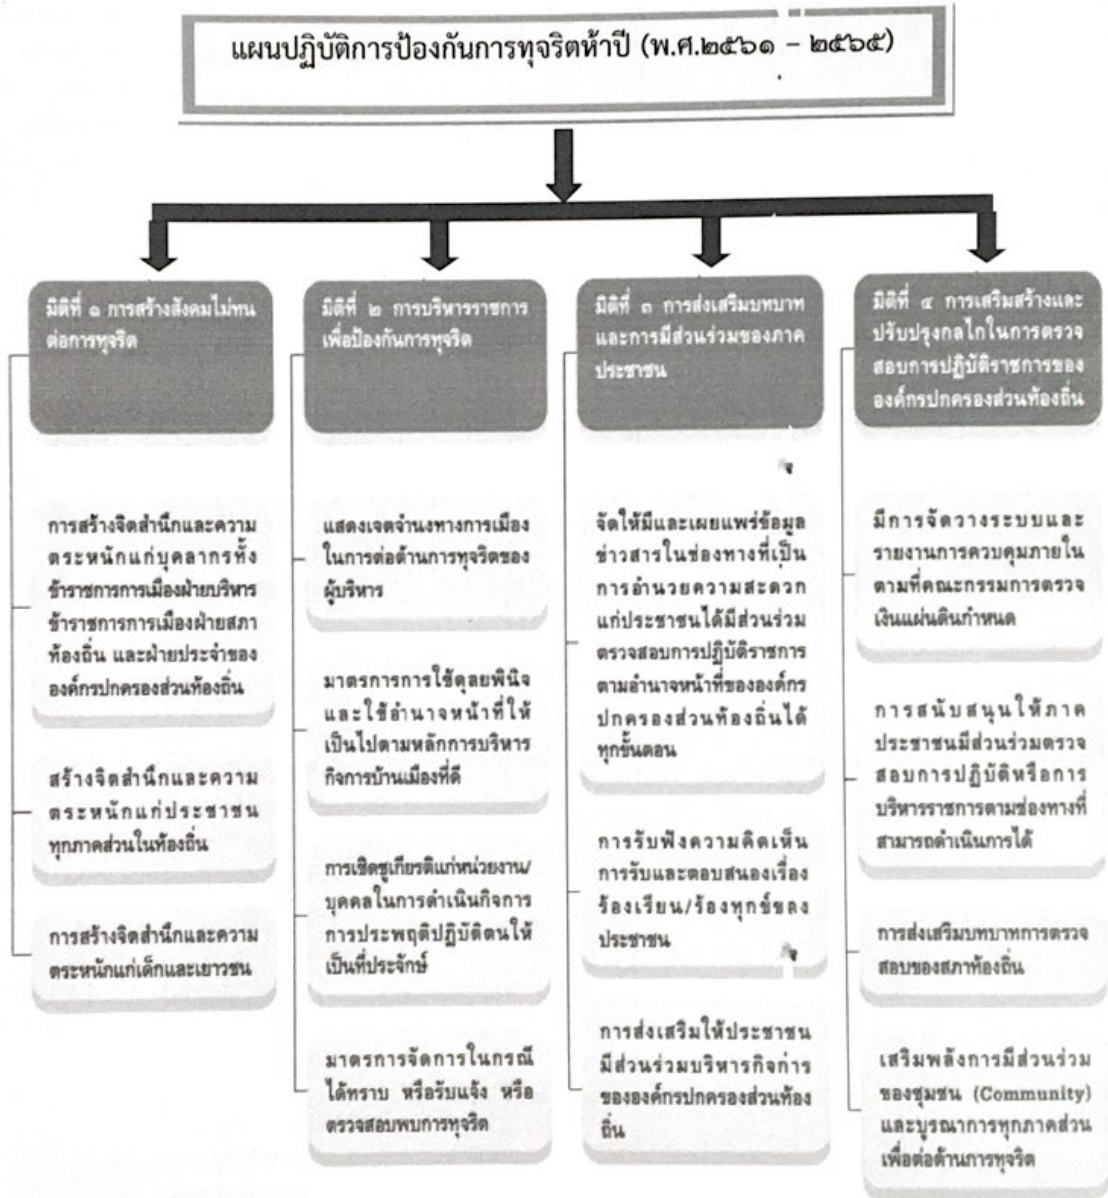 แผนปฏิบัติการป้องกันการทุจริตห้าปี (พ.ศ.๒๕๖๑ - ๒๕๖๕)
มิติที่ ๑ การสร้างสังคมไม่ทน
ต่อการทุจริต
การสร้างจิตสำนึกและความ
ตระหนักแก่บุคลากรทั้ง
ข้าราชการการเมืองฝ่ายบริหาร
ข้าราชการการเมืองฝ่ายสภา
ท้องถิ่น และฝ่ายประจำของ
องค์กรปกครองส่วนท้องถิ่น
สร้างจิตสำนึกและความ
ตระหนักแก่ประชาชน
ทุกภาคส่วนในท้องถิ่น
การสร้างจิตสำนึกและความ
ตระหนักแก่เด็กและเยาวชน
มิติที่ ๒ การบริหารราชการ
เพื่อป้องกันการทุจริต
แสดงเจตจำนงทางการเมือง
ในการต่อต้านการทุจริตของ
ผู้บริหาร
มาตรการการใช้ดุลยพินิจ
และใช้อำนาจหน้าที่ให้
เป็นไปตามหลักการบริหาร
กิจการบ้านเมืองที่ดี
การเชิดชูเกียรติแก่หน่วยงาน/
บุคคลในการดำเนินกิจการ
การประพฤติปฏิบัติตนให้
เป็นที่ประจักษ์
มาตรการจัดการในกรณี
ได้ทราบ หรือรับแจ้ง หรือ
ตรวจสอบพบการทุจริต
มิติที่ ๓ การส่งเสริมบทบาท
และการมีส่วนร่วมของภาค
ประชาชน
จัดให้มีและเผยแพร่ข้อมูล
ข่าวสารในช่องทางที่เป็น
การอำนวยความสะดวก
แก่ประชาชนได้มีส่วนร่วม
ตรวจสอบการปฏิบัติราชการ
ตามอำนาจหน้าที่ขององค์กร
ปกครองส่วนท้องถิ่นได้
ทุกขั้นตอน
การรับฟังความคิดเห็น
การรับและตอบสนองเรื่อง
ร้องเรียน/ร้องทุกข์ของ
ประชาชน
การส่งเสริมให้ประชาชน
มีส่วนร่วมบริหารกิจการ
ขององค์กรปกครองส่วนท้อง
ถิ่น
มิติที่ ๔ การเสริมสร้างและ
ปรับปรุงกลไกในการตรวจ
สอบการปฏิบัติราชการของ
องค์กรปกครองส่วนท้องถิ่น
มีการจัดวางระบบและ
รายงานการควบคุมภายใน
ตามที่คณะกรรมการตรวจ
เงินแผ่นดินกำหนด
การสนับสนุนให้ภาค
ประชาชนมีส่วนร่วมตรวจ
สอบการปฏิบัติหรือการ
บริหารราชการตามช่องทางที่
สามารถดำเนินการได้
การส่งเสริมบทบาทการตรวจ
สอบของสภาท้องถิ่น
เสริมพลังการมีส่วนร่วม
ของชุมชน (Community)
และบูรณาการทุกภาคส่วน
เพื่อต่อต้านการทุจริต